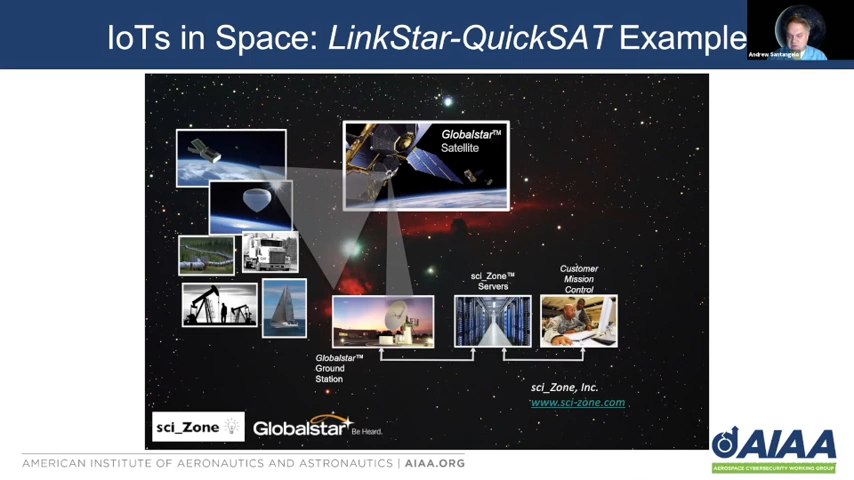 IoTs in Space: LinkStar-QuickSAT Example
Andrew Santangelo
Globalstar™
Satellite
sci_Zone™
Servers
Customer
Mission
Control
Globalstar™
Ground
Station
sci_Zone, Inc.
www.sci-zone.com
sci_Zone
Globalstar
Be Heard.
AIAA
AEROSPACE CYBERSECURITY WORKING GROUP
AMERICAN INSTITUTE OF AERONAUTICS AND ASTRONAUTICS | AIAA.ORG